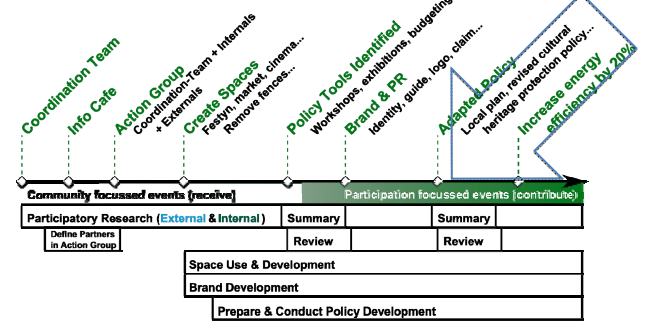 Coordination Team
Info Cafe
Action Group
Coordination-Team + Internals
+ Externals
Create Spaces
Festyn, market, cinema...
Remove fences...
Policy Tools Identified
Workshops, exhibitions, budgeting
Brand & PR
Identity, guide, logo, claim...
Adapted Policy
Local plan, revised cultural
heritage protection policy...
Increase energy
efficiency by 20%
Community focussed events (receive)
Participation focussed events (contribute)
Participatory Research (External & Internal)
Summary
Summary
Define Partners
in Action Group
Review
Review
Space Use & Development
Brand Development
Prepare & Conduct Policy Development